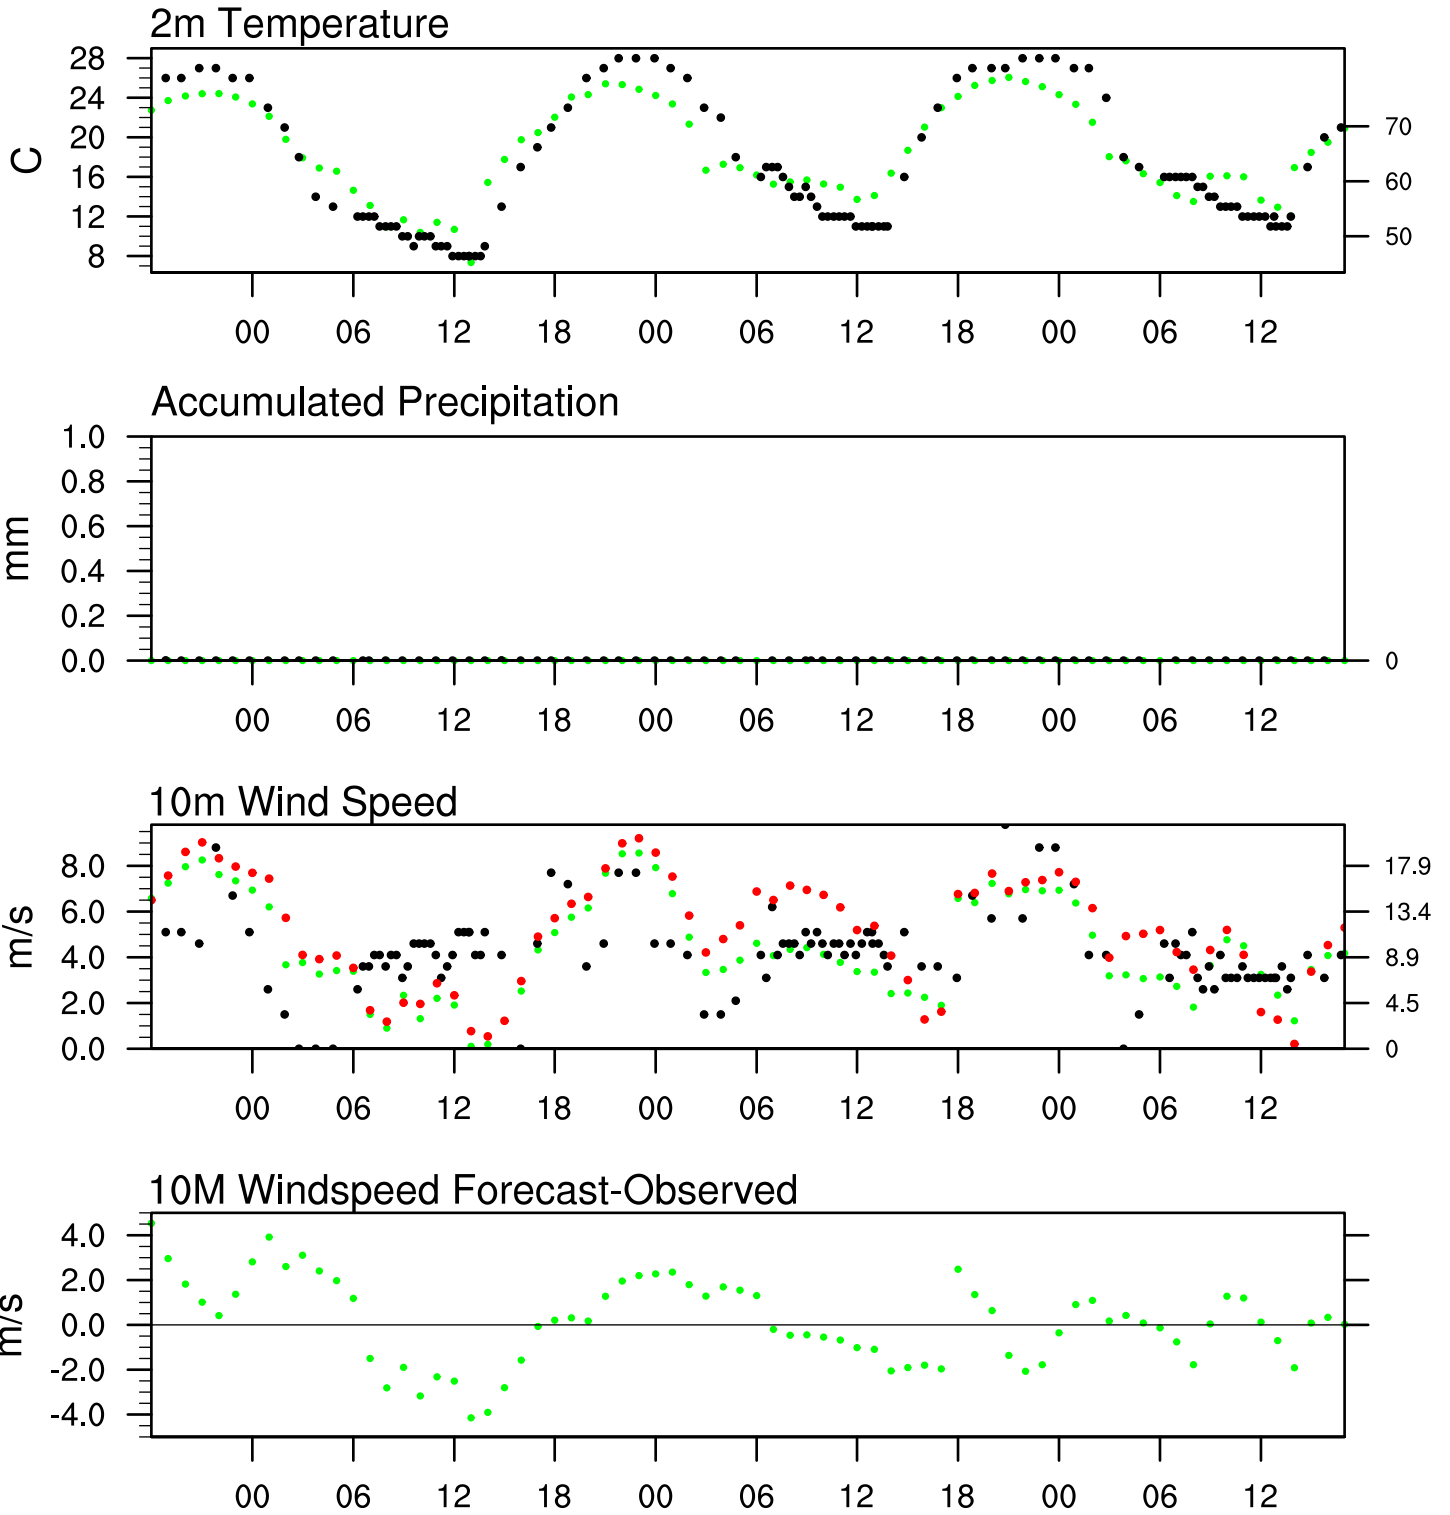 2m Temperature
28
24
20
16
12
8
C
70
60
50
00 06 12 18 00 06 12 18 00 06 12
Accumulated Precipitation
1.0
0.8
0.6
0.4
0.2
0.0
mm
0
00 06 12 18 00 06 12 18 00 06 12
10m Wind Speed
8.0
6.0
4.0
2.0
0.0
m/s
17.9
13.4
8.9
4.5
0
00 06 12 18 00 06 12 18 00 06 12
10M Windspeed Forecast-Observed
4.0
2.0
0.0
-2.0
-4.0
m/s
00 06 12 18 00 06 12 18 00 06 12